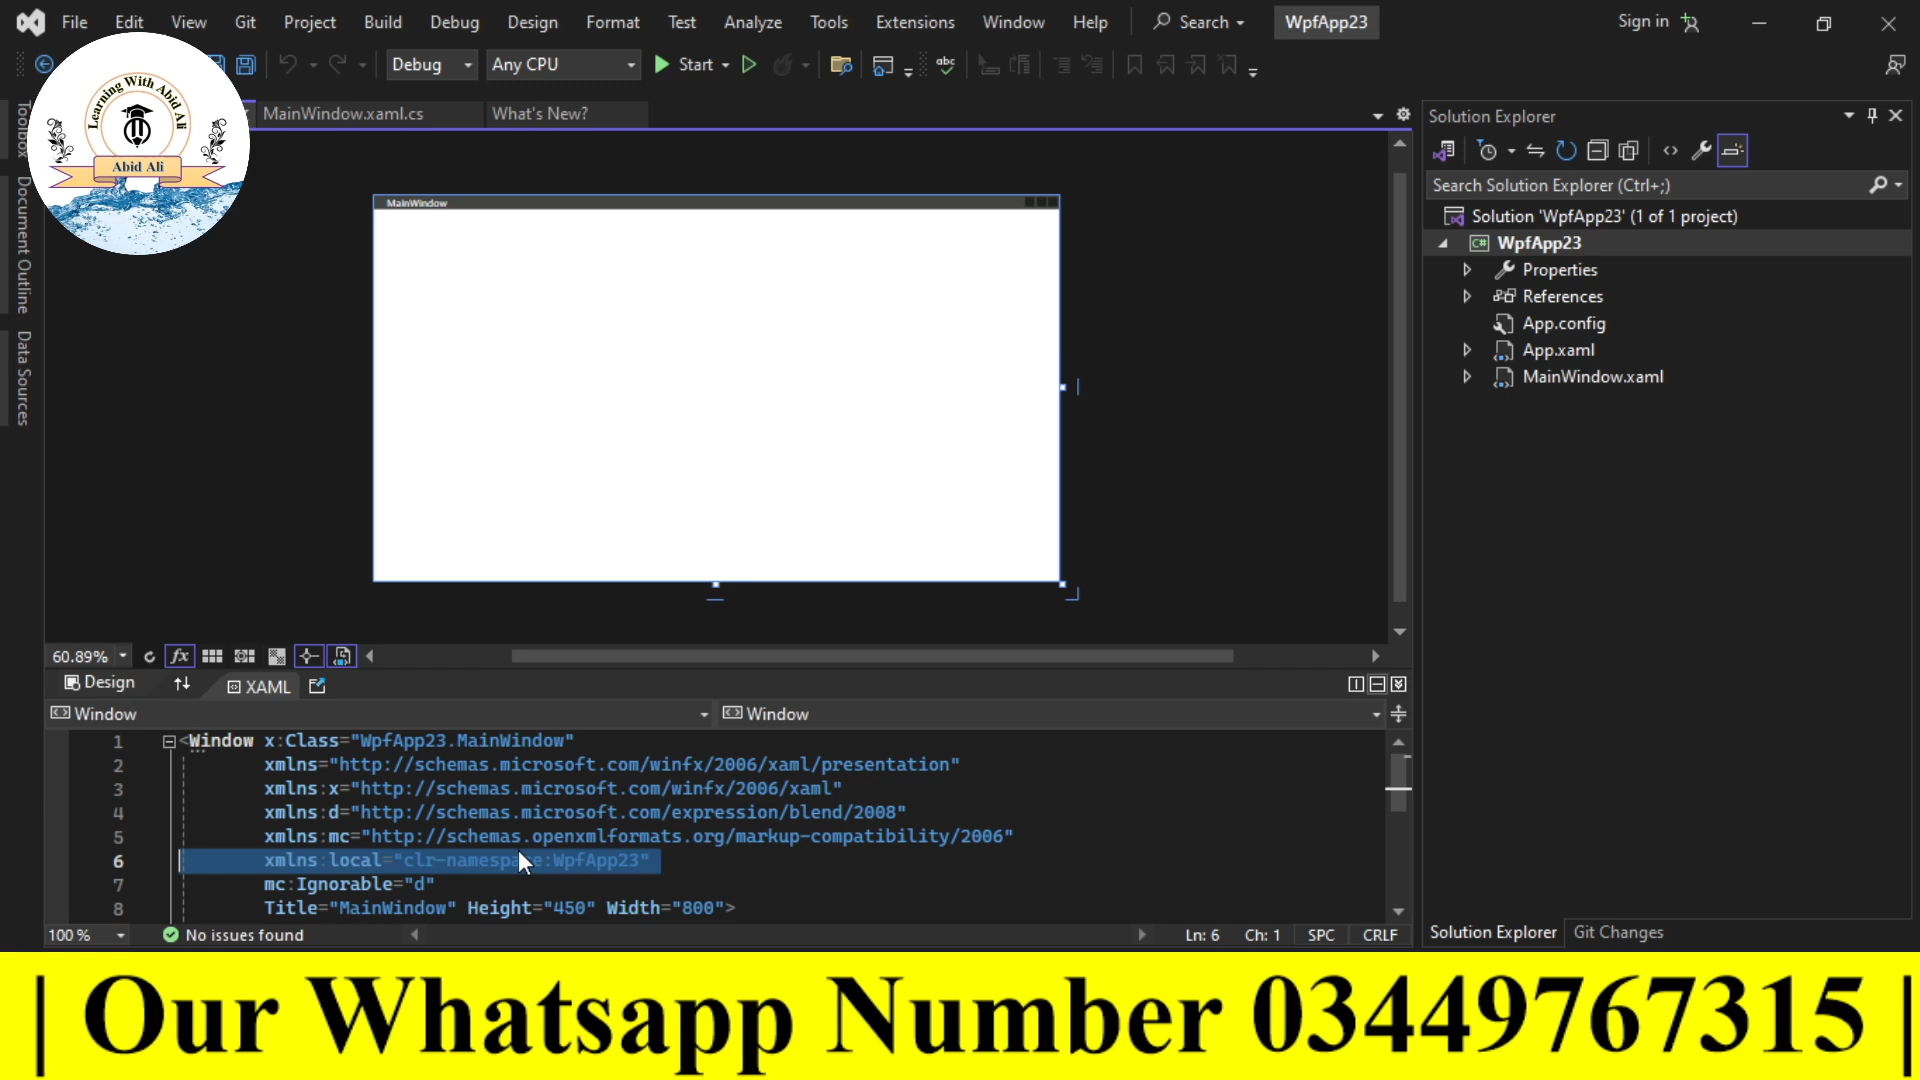 File Edit View Git Project Build Debug Design Format Test Analyze Tools Extensions Window Help Search WpfApp23 Sign in
Debug Any CPU Start abc
Learning With Abid Ali
Abid Ali
MainWindow.xaml.cs What's New?
Toolbox
Document Outline
Data Sources
MainWindow
Solution Explorer
Search Solution Explorer (Ctrl+;)
Solution 'WpfApp23' (1 of 1 project)
C# WpfApp23
Properties
References
App.config
App.xaml
MainWindow.xaml
60.89% fx
Design XAML
Window Window
1 <Window x:Class="WpfApp23.MainWindow"
2 xmlns="http://schemas.microsoft.com/winfx/2006/xaml/presentation"
3 xmlns:x="http://schemas.microsoft.com/winfx/2006/xaml"
4 xmlns:d="http://schemas.microsoft.com/expression/blend/2008"
5 xmlns:mc="http://schemas.openxmlformats.org/markup-compatibility/2006"
6 xmlns:local="clr-namespace:WpfApp23"
7 mc:Ignorable="d"
8 Title="MainWindow" Height="450" Width="800">
100 % No issues found Ln: 6 Ch: 1 SPC CRLF
Solution Explorer Git Changes
| Our Whatsapp Number 03449767315 |